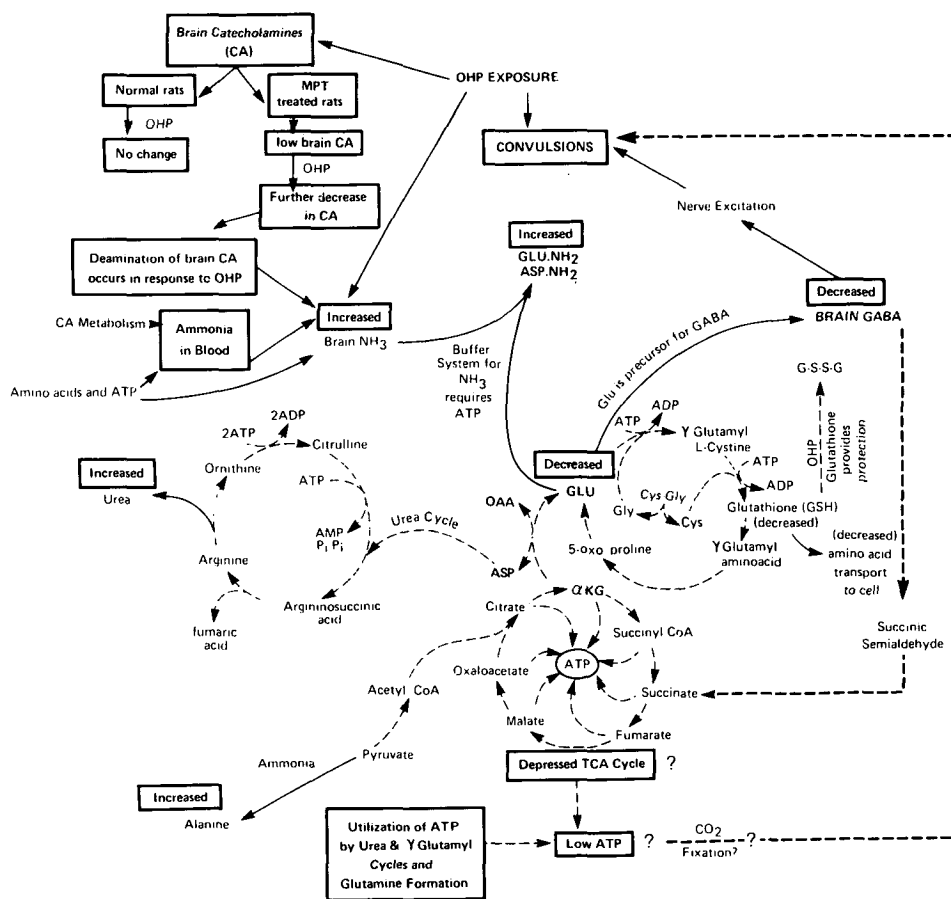 Brain Catecholamines
(CA)
OHP EXPOSURE
Normal rats
MPT
treated rats
OHP
No change
low brain CA
OHP
Further decrease
in CA
CONVULSIONS
Nerve Excitation
Increased
GLU.NH2
ASP.NH2
Deamination of brain CA
occurs in response to OHP
Decreased
BRAIN GABA
CA Metabolism
Ammonia
in Blood
Increased
Brain NH3
Amino acids and ATP
Buffer
System for
NH3
requires
ATP
Glu is precursor for GABA
G-S-S-G
OHP
Glutathione
provides
protection
2ADP
2ATP
Citrulline
Ornithine
ATP
AMP
Pi Pi
Increased
Urea
Arginine
Argininosuccinic
acid
fumaric
acid
Urea Cycle
Decreased
GLU
OAA
ASP
ATP
ADP
γ Glutamyl
L-Cystine
ATP
ADP
Gly
Cys Gly
Cys
Glutathione (GSH)
(decreased)
γ Glutamyl
aminoacid
5-oxo proline
(decreased)
amino acid
transport
to cell
αKG
Citrate
Succinyl CoA
Oxaloacetate
ATP
Succinate
Malate
Fumarate
Succinic
Semialdehyde
Acetyl CoA
Pyruvate
Ammonia
Increased
Alanine
Depressed TCA Cycle ?
Utilization of ATP
by Urea & γ Glutamyl
Cycles and
Glutamine Formation
Low ATP ?
CO2
Fixation? ?